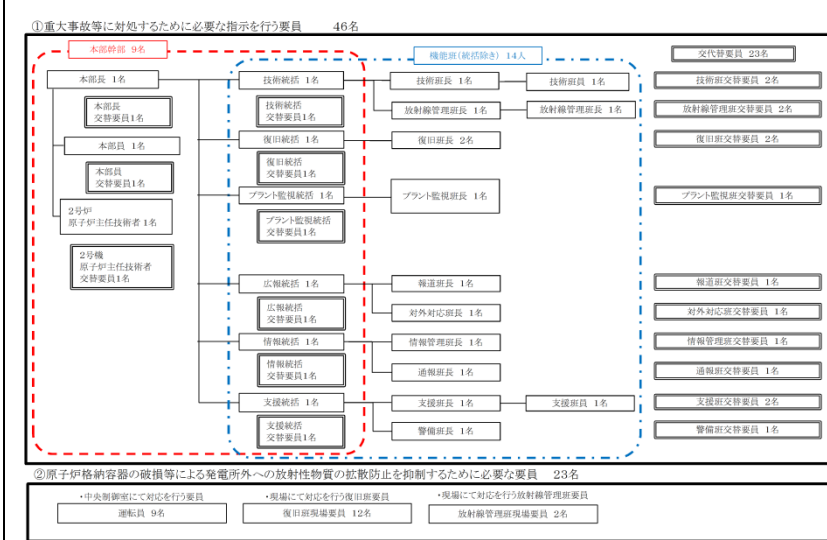 ①重大事故等に対処するために必要な指示を行う要員　46名
本部幹部 9名
機能班(統括除き) 14人
交代替要員 23名
本部長 1名
技術統括 1名
技術班長 1名
技術班員 1名
技術班交替要員 2名
本部長
交替要員1名
技術統括
交替要員1名
放射線管理班長 1名
放射線管理班長 1名
放射線管理班交替要員 2名
本部員 1名
復旧統括 1名
復旧班長 2名
復旧班交替要員 2名
本部員
交替要員1名
復旧統括
交替要員1名
プラント監視統括 1名
プラント監視班長 1名
プラント監視班交替要員 1名
2号炉
原子炉主任技術者 1名
プラント監視統括
交替要員1名
2号機
原子炉主任技術者
交替要員1名
広報統括 1名
報道班長 1名
報道班交替要員 1名
広報統括
交替要員1名
対外対応班長 1名
対外対応班交替要員 1名
情報統括 1名
情報管理班長 1名
情報管理班交替要員 1名
情報統括
交替要員1名
通報班長 1名
通報班交替要員 1名
支援統括 1名
支援班長 1名
支援班員 1名
支援班交替要員 2名
支援統括
交替要員1名
警備班長 1名
警備班交替要員 1名
②原子炉格納容器の破損等による発電所外への放射性物質の拡散防止を抑制するために必要な要員　23名
・中央制御室にて対応を行う要員
・現場にて対応を行う復旧班要員
・現場にて対応を行う放射線管理班要員
運転員 9名
復旧班現場要員 12名
放射線管理班現場要員 2名